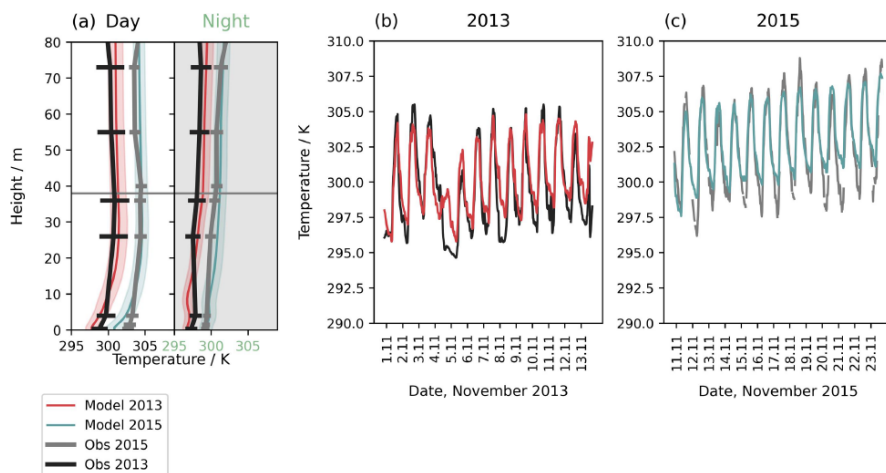 (a) Day Night
(b) 2013
(c) 2015
80
70
60
50
40
30
20
10
0
Height / m
295 300 305
295 300 305
Temperature / K
310.0
307.5
305.0
302.5
300.0
297.5
295.0
292.5
290.0
Temperature / K
1.11 2.11 3.11 4.11 5.11 6.11 7.11 8.11 9.11 10.11 11.11 12.11 13.11
Date, November 2013
310.0
307.5
305.0
302.5
300.0
297.5
295.0
292.5
290.0
11.11 12.11 13.11 14.11 15.11 16.11 17.11 18.11 19.11 20.11 21.11 22.11 23.11
Date, November 2015
Model 2013
Model 2015
Obs 2015
Obs 2013